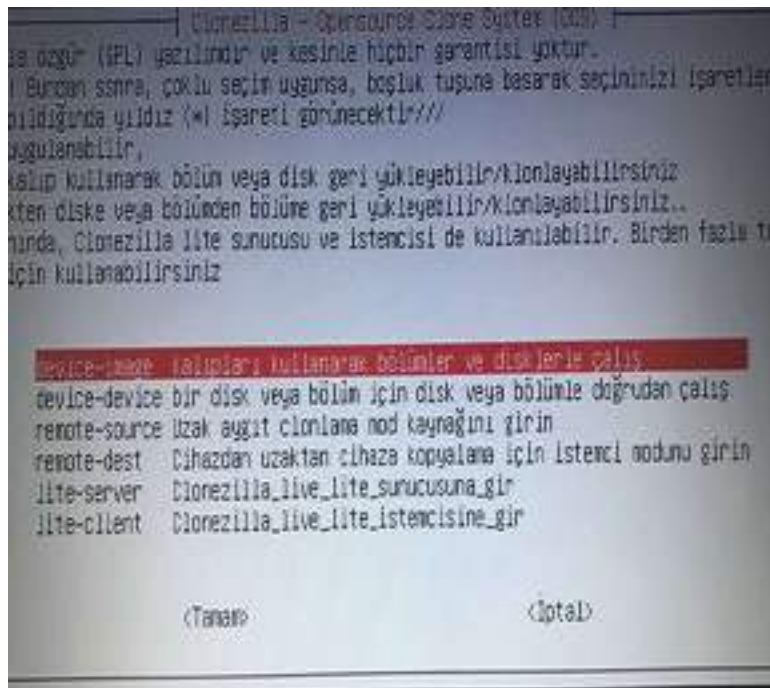 Clonezilla - Opensource Clone System (OCS)
özgür (GPL) yazılımdır ve kesinle hiçbir garantisi yoktur.
! Bundan sonra, çoklu seçim uygunsa, boşluk tuşuna basarak seçininizi işaretler
yıldız (*) işareti görünecektir///
uygulanabilir,
kalıp kullanarak bölüm veya disk geri yükleyebilir/klonlayabilirsiniz
kten diske veya bölümden bölüme geri yükleyebilir/klonlayabilirsiniz..
nında, Clonezilla lite sunucusu ve istemcisi de kullanılabilir. Birden fazla
için kullanabilirsiniz
device-image kalıpları kullanarak bölümler ve disklerle çalış
device-device bir disk veya bölüm için disk veya bölümle doğrudan çalış
remote-source Uzak aygıt clonlama mod kaynağını girin
remote-dest Cihazdan uzaktan cihaza kopyalama için istemci modunu girin
lite-server Clonezilla_live_lite_sunucusuna_gir
lite-client Clonezilla_live_lite_istemcisine_gir
<Tamam> <İptal>